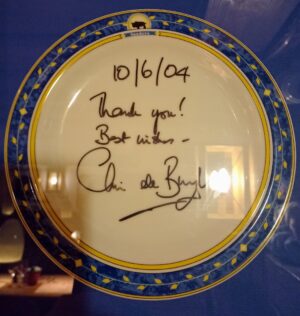 10/6/04
Thank you!
Best wishes -
Chris de Burgh